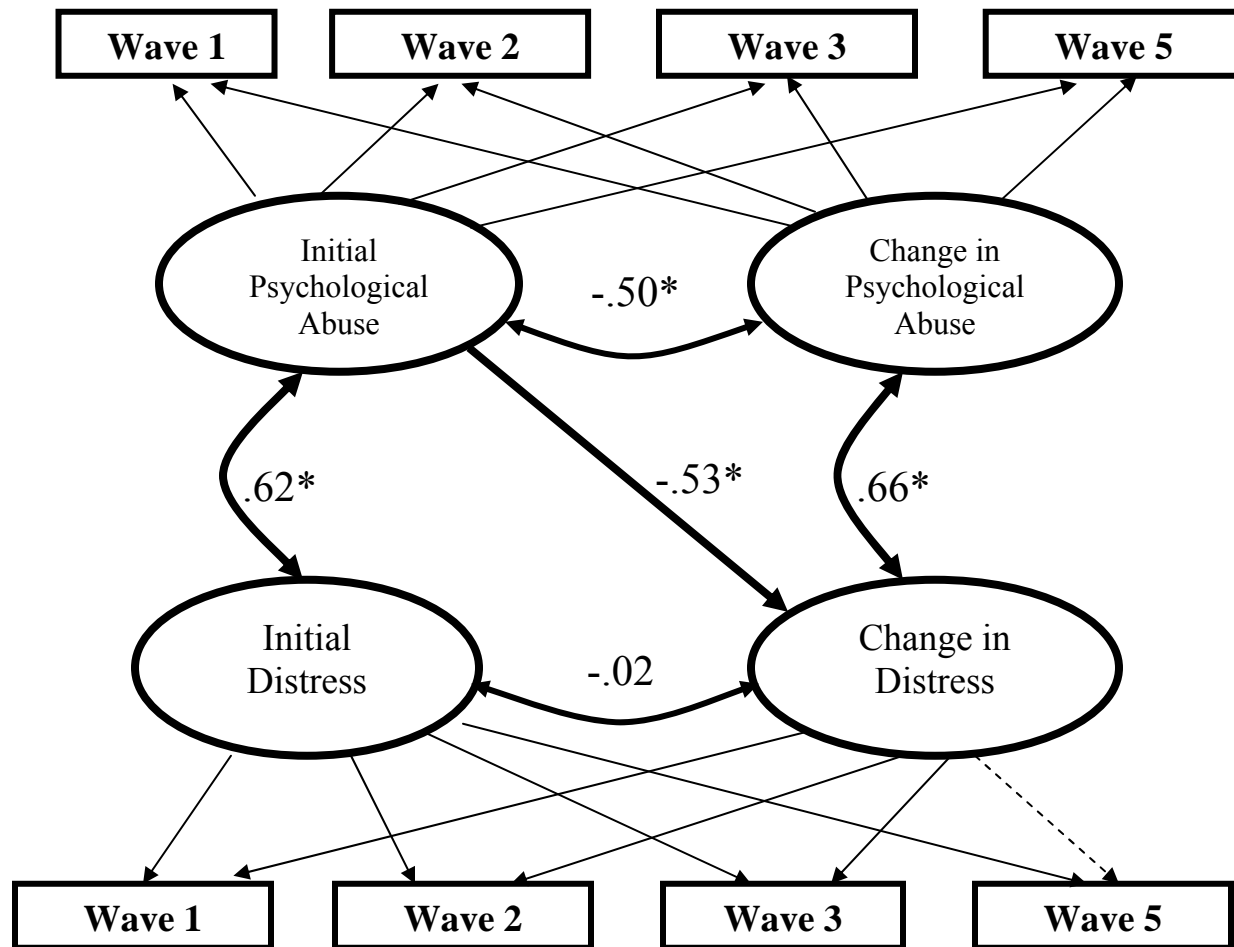 Wave 1
Wave 2
Wave 3
Wave 5
Initial
Psychological
Abuse
Change in
Psychological
Abuse
-.50*
.62*
-.53*
.66*
Initial
Distress
Change in
Distress
-.02
Wave 1
Wave 2
Wave 3
Wave 5